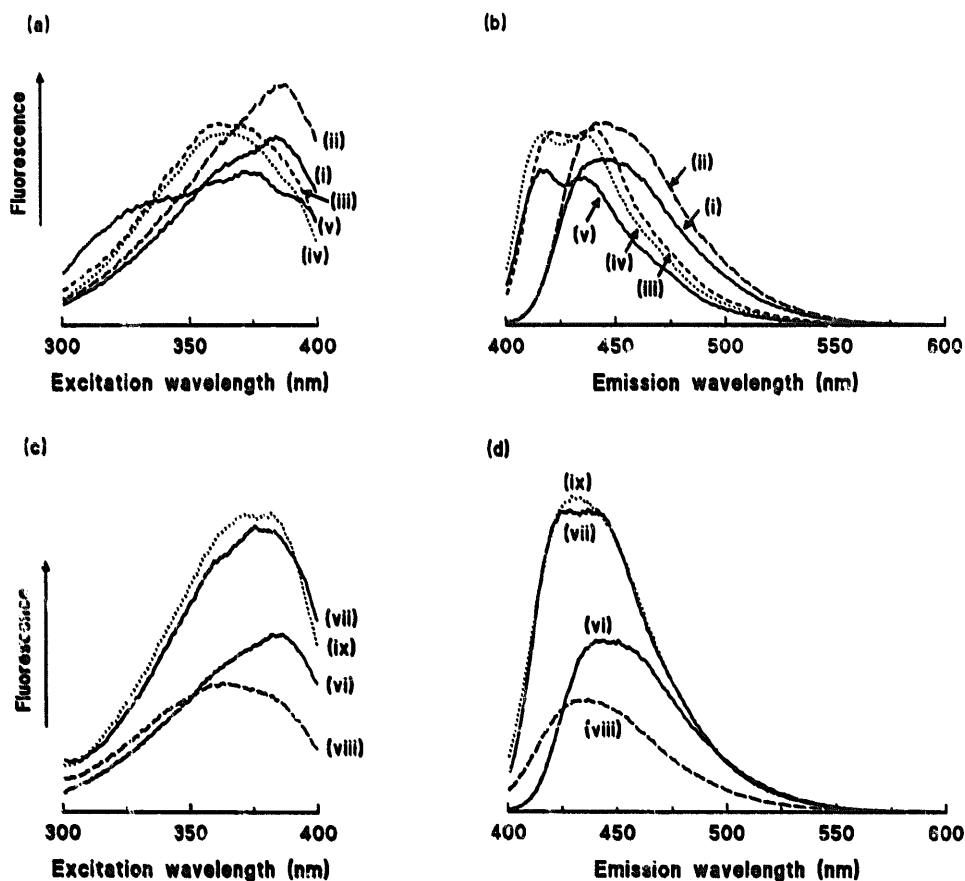 (a)
(b)
Fluorescence
(ii)
(i)
(iii)
(v)
(iv)
(ii)
(i)
(v)
(iv)
(iii)
300 350 400
400 450 500 550 600
Excitation wavelength (nm)
Emission wavelength (nm)
(c)
(d)
Fluorescence
(vii)
(ix)
(vi)
(viii)
(ix)
(vii)
(vi)
(viii)
300 350 400
400 450 500 550 600
Excitation wavelength (nm)
Emission wavelength (nm)